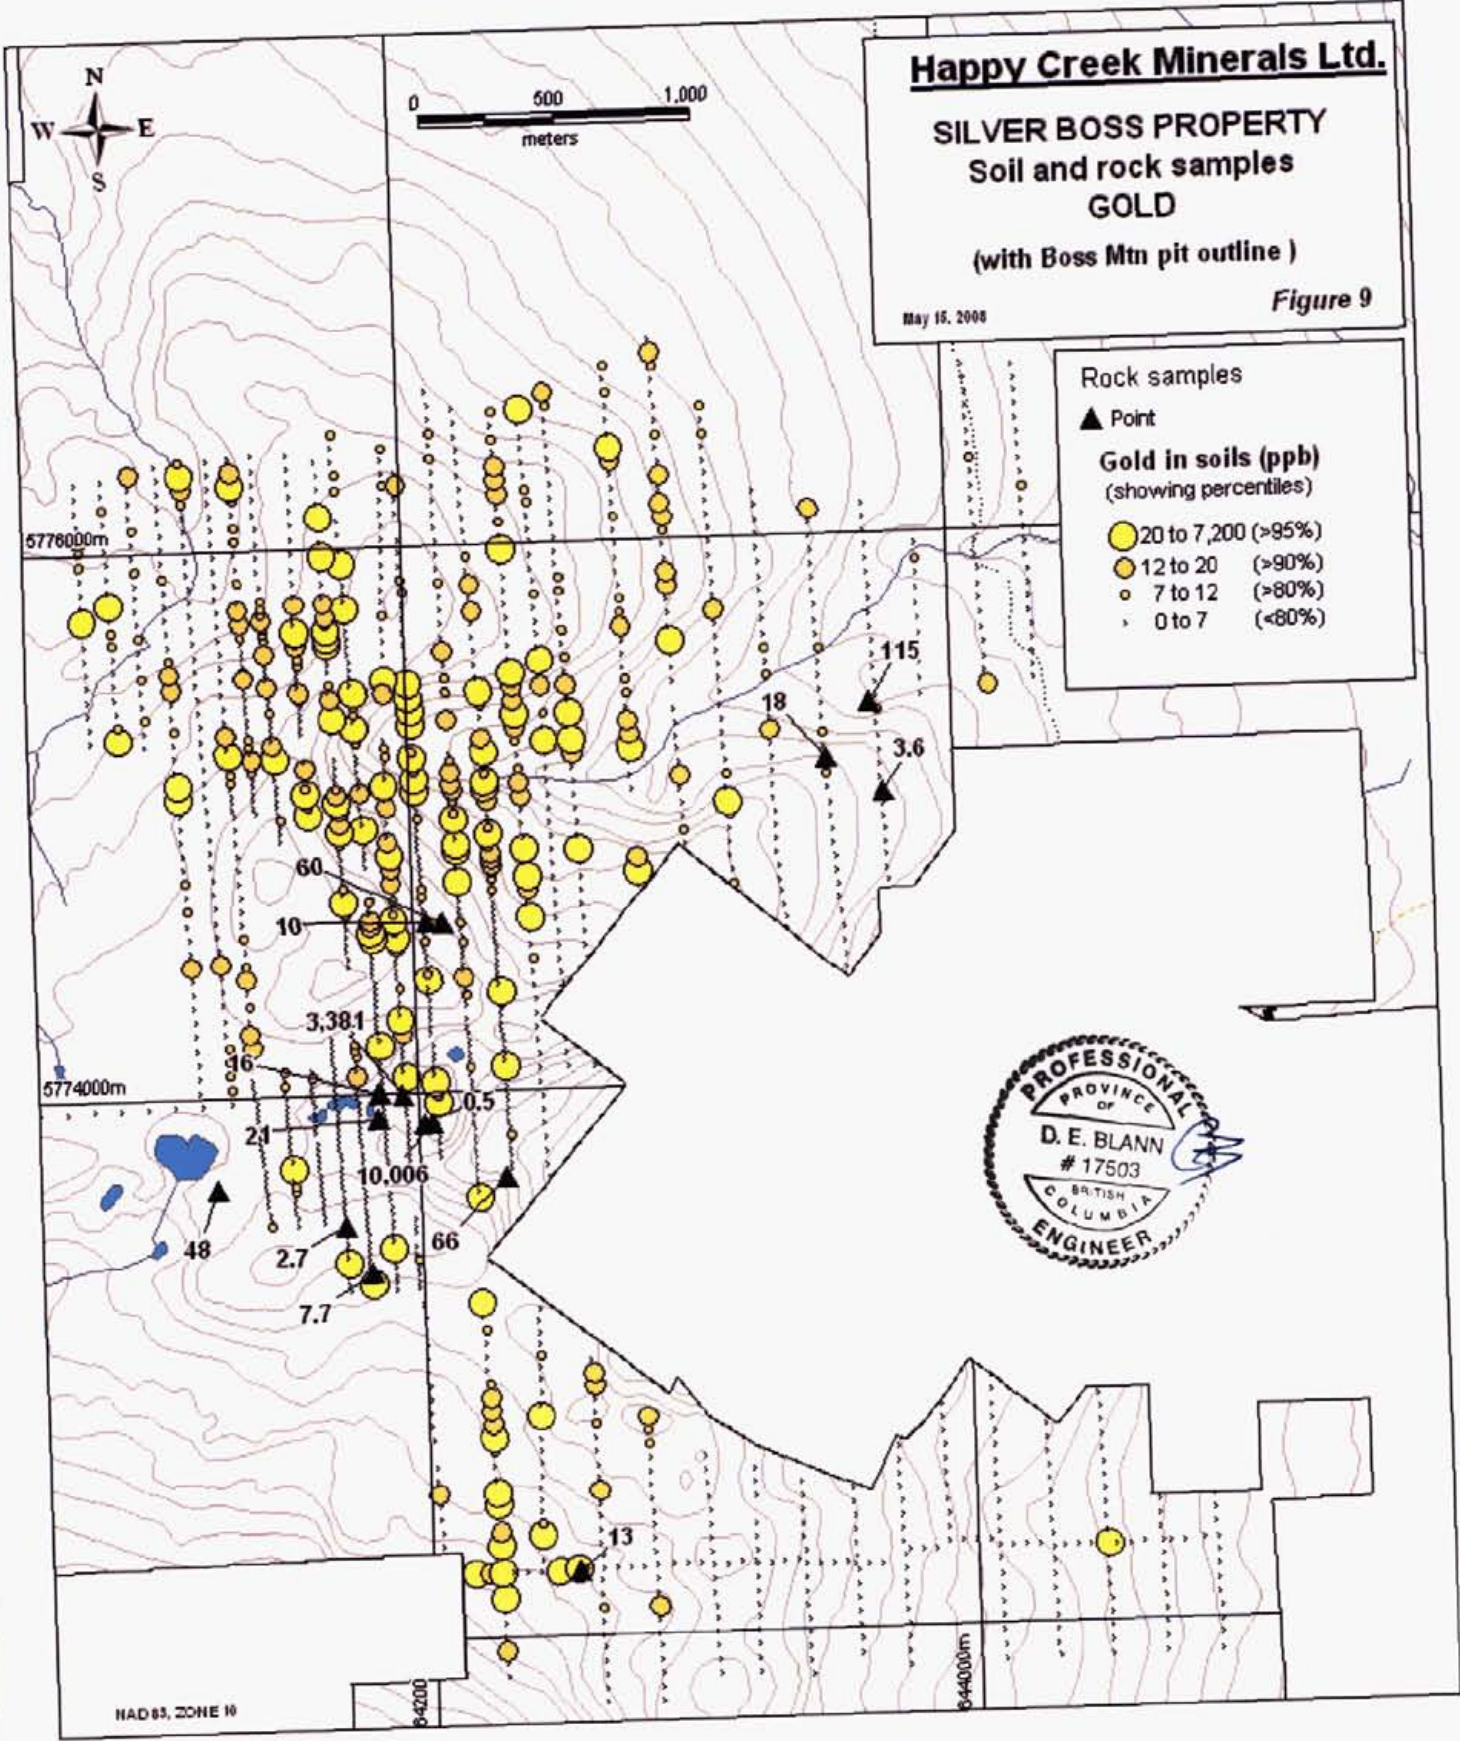 Happy Creek Minerals Ltd.
SILVER BOSS PROPERTY
Soil and rock samples
GOLD
(with Boss Mtn pit outline )
Figure 9
May 15, 2008
N
W
E
S
0
500
1,000
meters
Rock samples
Point
Gold in soils (ppb)
(showing percentiles)
20 to 7,200 (>95%)
12 to 20 (>90%)
7 to 12 (>80%)
0 to 7 (<80%)
5776000m
115
18
3.6
60
10
3,381
16
5774000m
0.5
21
10,006
48
2.7
66
7.7
13
PROFESSIONAL
PROVINCE
OF
D. E. BLANN
# 17503
BRITISH
COLUMBIA
ENGINEER
64200
644000m
NAD 83, ZONE 10